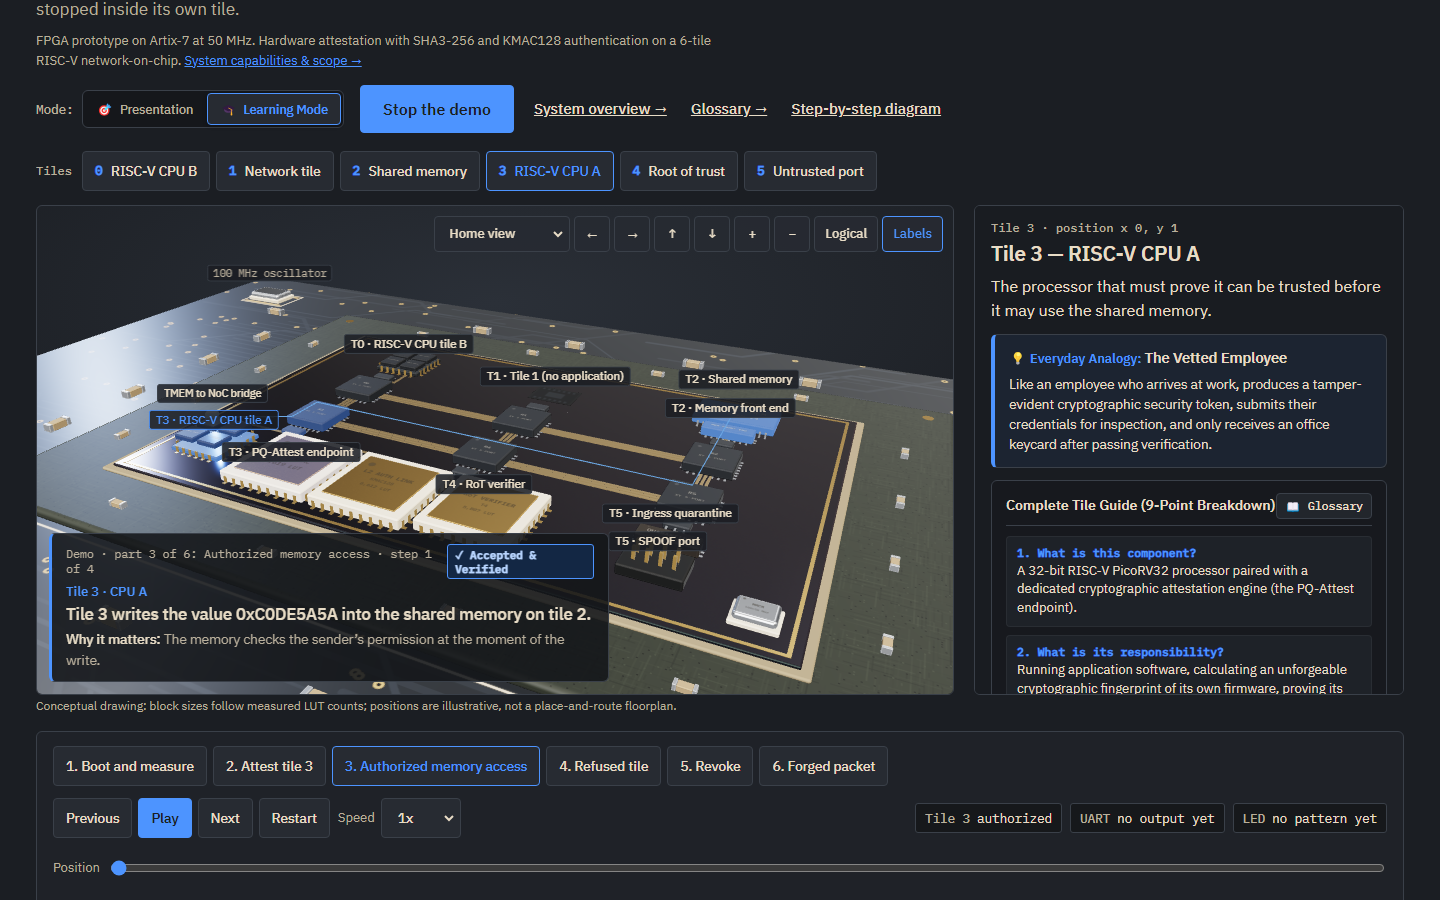 stopped inside its own tile.
FPGA prototype on Artix-7 at 50 MHz. Hardware attestation with SHA3-256 and KMAC128 authentication on a 6-tile
RISC-V network-on-chip. System capabilities & scope →
Mode: Presentation Learning Mode Stop the demo System overview → Glossary → Step-by-step diagram
Tiles 0 RISC-V CPU B 1 Network tile 2 Shared memory 3 RISC-V CPU A 4 Root of trust 5 Untrusted port
Home view ← → ↑ ↓ + − Logical Labels
100 MHz oscillator
T0 · RISC-V CPU tile B
T1 · Tile 1 (no application)
T2 · Shared memory
TMEM to NoC bridge
T2 · Memory front end
T3 · RISC-V CPU tile A
T3 · PQ-Attest endpoint
T4 · RoT verifier
T5 · Ingress quarantine
T5 · SPOOF port
Demo · part 3 of 6: Authorized memory access · step 1
of 4
✓ Accepted &
Verified
Tile 3 · CPU A
Tile 3 writes the value 0xC0DE5A5A into the shared memory on tile 2.
Why it matters: The memory checks the sender's permission at the moment of the
write.
Tile 3 · position x 0, y 1
Tile 3 — RISC-V CPU A
The processor that must prove it can be trusted before
it may use the shared memory.
Everyday Analogy: The Vetted Employee
Like an employee who arrives at work, produces a tamper-
evident cryptographic security token, submits their
credentials for inspection, and only receives an office
keycard after passing verification.
Complete Tile Guide (9-Point Breakdown) Glossary
1. What is this component?
A 32-bit RISC-V PicoRV32 processor paired with a
dedicated cryptographic attestation engine (the PQ-Attest
endpoint).
2. What is its responsibility?
Running application software, calculating an unforgeable
cryptographic fingerprint of its own firmware, proving its
Conceptual drawing: block sizes follow measured LUT counts; positions are illustrative, not a place-and-route floorplan.
1. Boot and measure 2. Attest tile 3 3. Authorized memory access 4. Refused tile 5. Revoke 6. Forged packet
Previous Play Next Restart Speed 1x Tile 3 authorized UART no output yet LED no pattern yet
Position